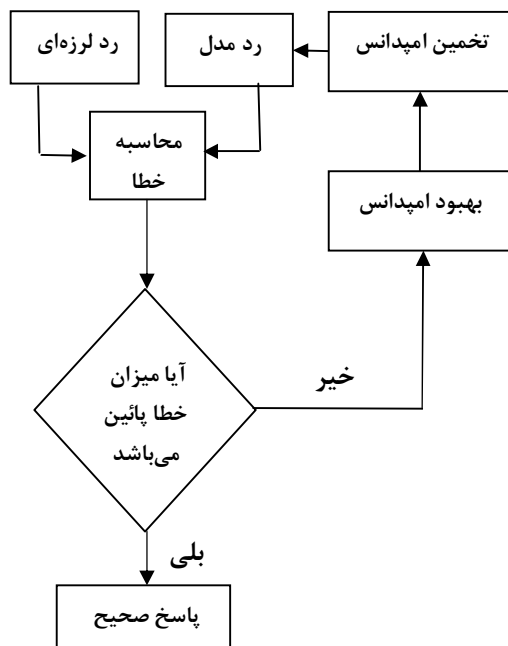 تخمین امپدانس
رد مدل
رد لرزه‌ای
محاسبه
خطا
بهبود امپدانس
آیا میزان
خطا پائین
می‌باشد
خیر
بلی
پاسخ صحیح